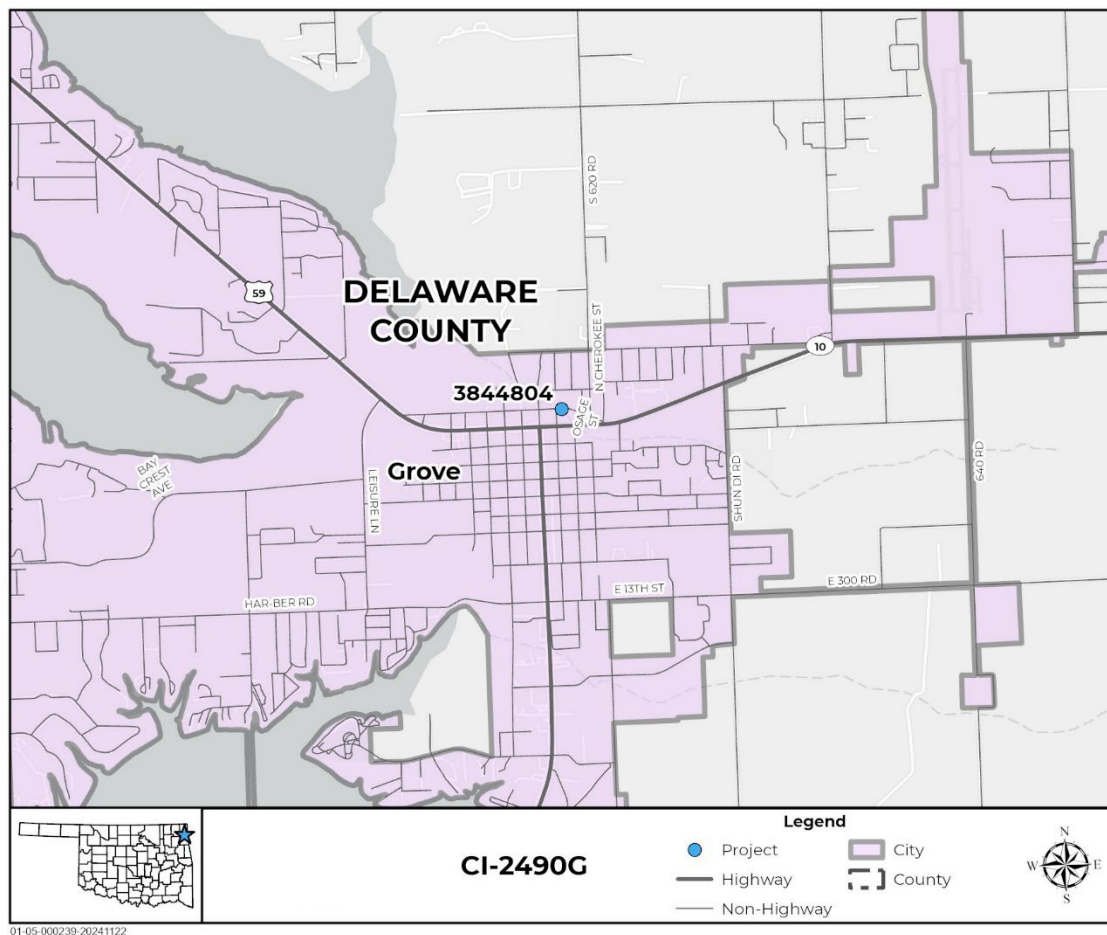 S 620 RD
59
DELAWARE
COUNTY
N CHEROKEE ST
10
3844804
OSAGE
ST
Grove
BAY
CREST
AVE
LEISURE LN
SHUN DI RD
640 RD
E 300 RD
E 13TH ST
HAR-BER RD
CI-2490G
Legend
Project
Highway
Non-Highway
City
County
N
W
E
S
01-05-000239-20241122